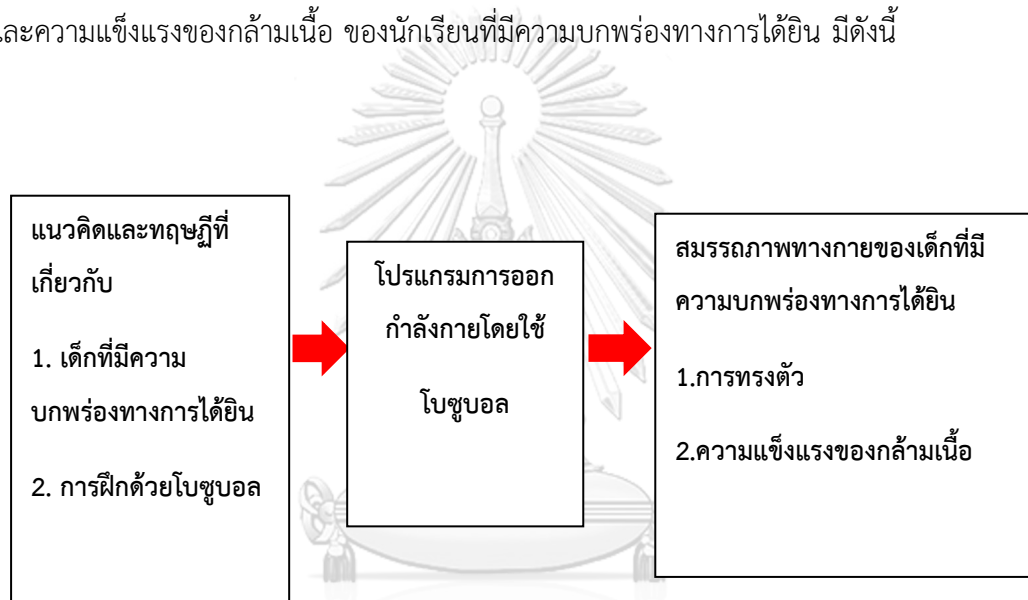 และความแข็งแรงของกล้ามเนื้อ ของนักเรียนที่มีความบกพร่องทางการได้ยิน มีดังนี้
แนวคิดและทฤษฏีที่
เกี่ยวกับ
1. เด็กที่มีความ
บกพร่องทางการได้ยิน
2. การฝึกด้วยโบซูบอล
โปรแกรมการออก
กำลังกายโดยใช้
โบซูบอล
สมรรถภาพทางกายของเด็กที่มี
ความบกพร่องทางการได้ยิน
1.การทรงตัว
2.ความแข็งแรงของกล้ามเนื้อ